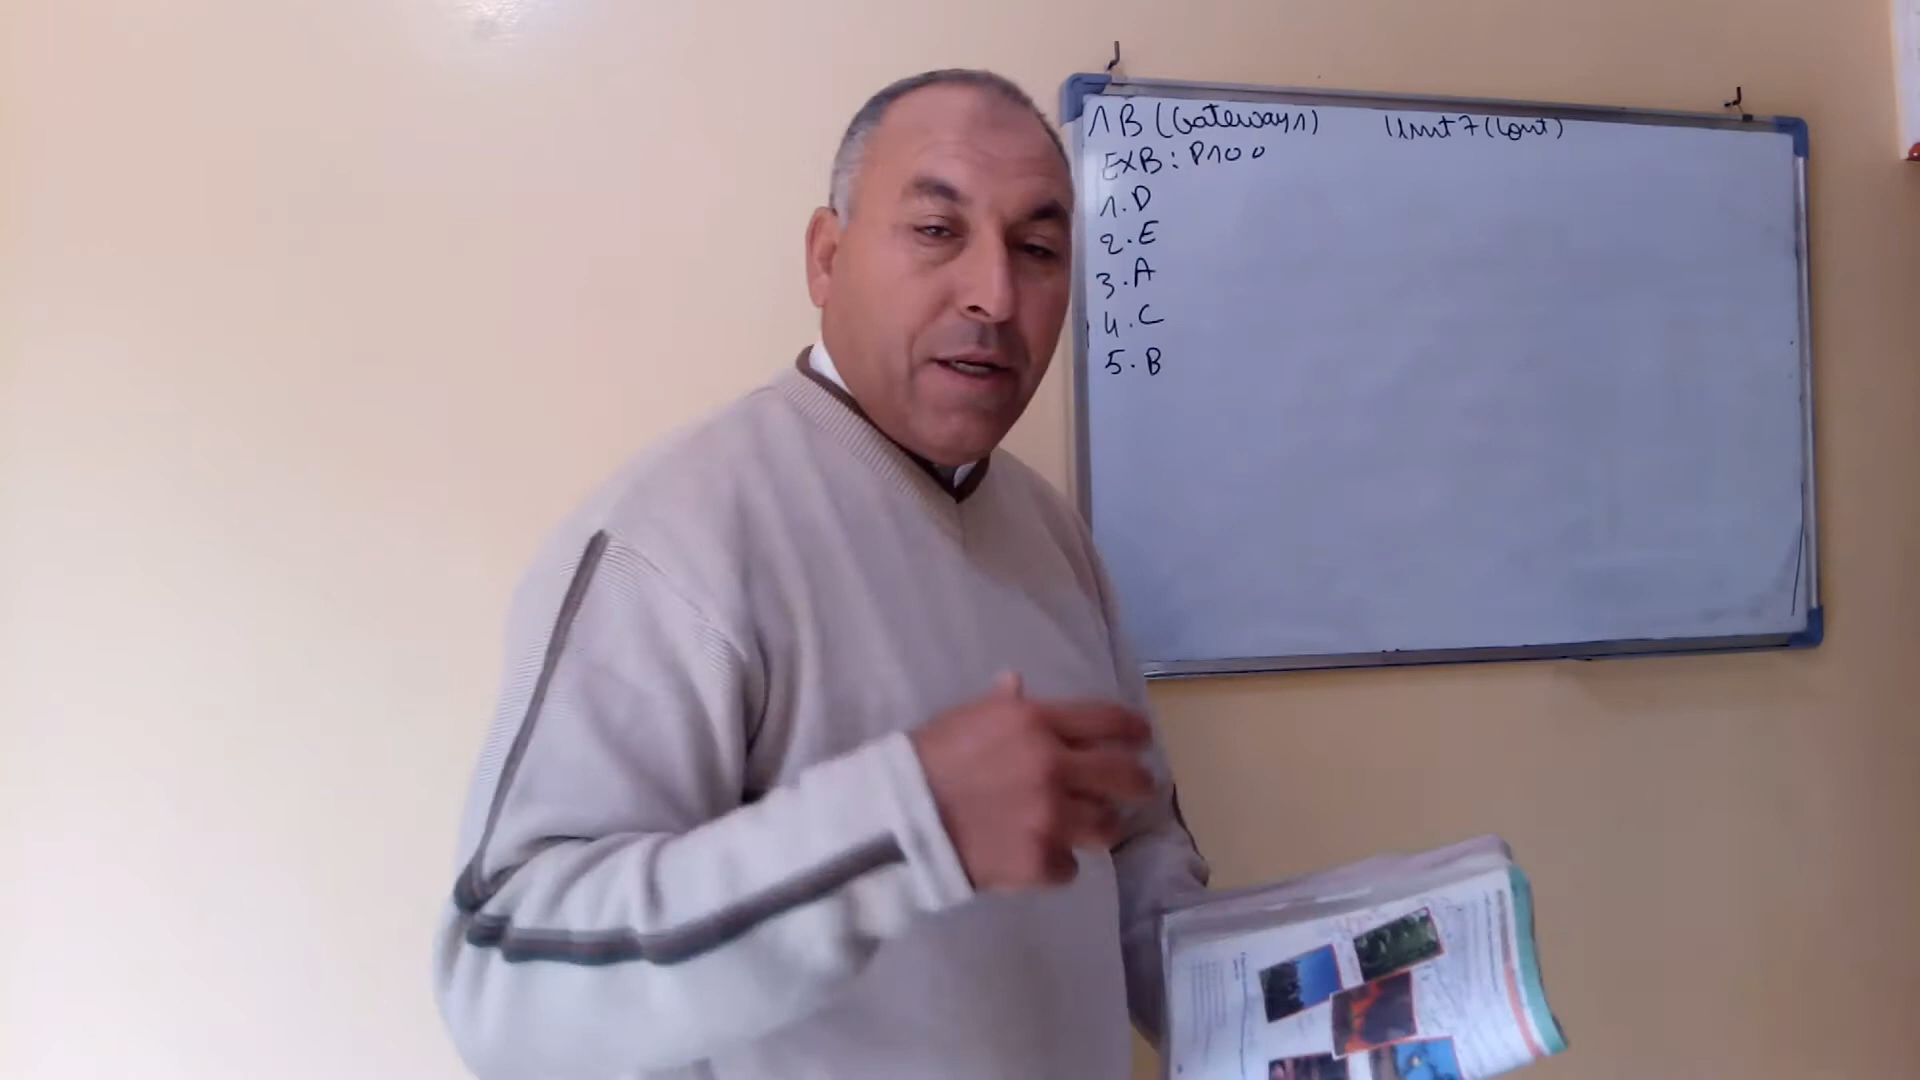 1B (Gateway1) Unit 7 (Cont)
EXB: P100
1. D
2. E
3. A
4. C
5. B